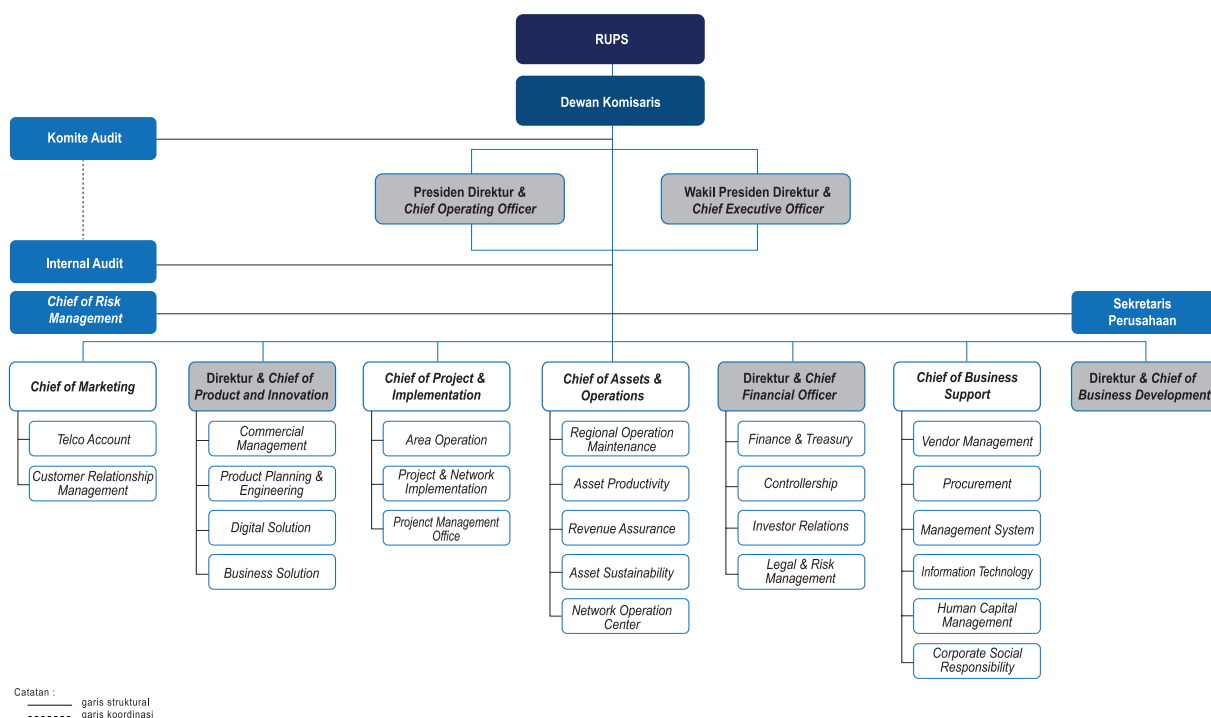 RUPS
Dewan Komisaris
Komite Audit
Presiden Direktur &
Chief Operating Officer
Wakil Presiden Direktur &
Chief Executive Officer
Internal Audit
Chief of Risk
Management
Sekretaris
Perusahaan
Chief of Marketing
Telco Account
Customer Relationship
Management
Direktur & Chief of
Product and Innovation
Commercial
Management
Product Planning &
Engineering
Digital Solution
Business Solution
Chief of Project &
Implementation
Area Operation
Project & Network
Implementation
Projenct Management
Office
Chief of Assets &
Operations
Regional Operation
Maintenance
Asset Productivity
Revenue Assurance
Asset Sustainability
Network Operation
Center
Direktur & Chief
Financial Officer
Finance & Treasury
Controllership
Investor Relations
Legal & Risk
Management
Chief of Business
Support
Vendor Management
Procurement
Management System
Information Technology
Human Capital
Management
Corporate Social
Responsibility
Direktur & Chief of
Business Development
Catatan :
garis struktural
garis koordinasi